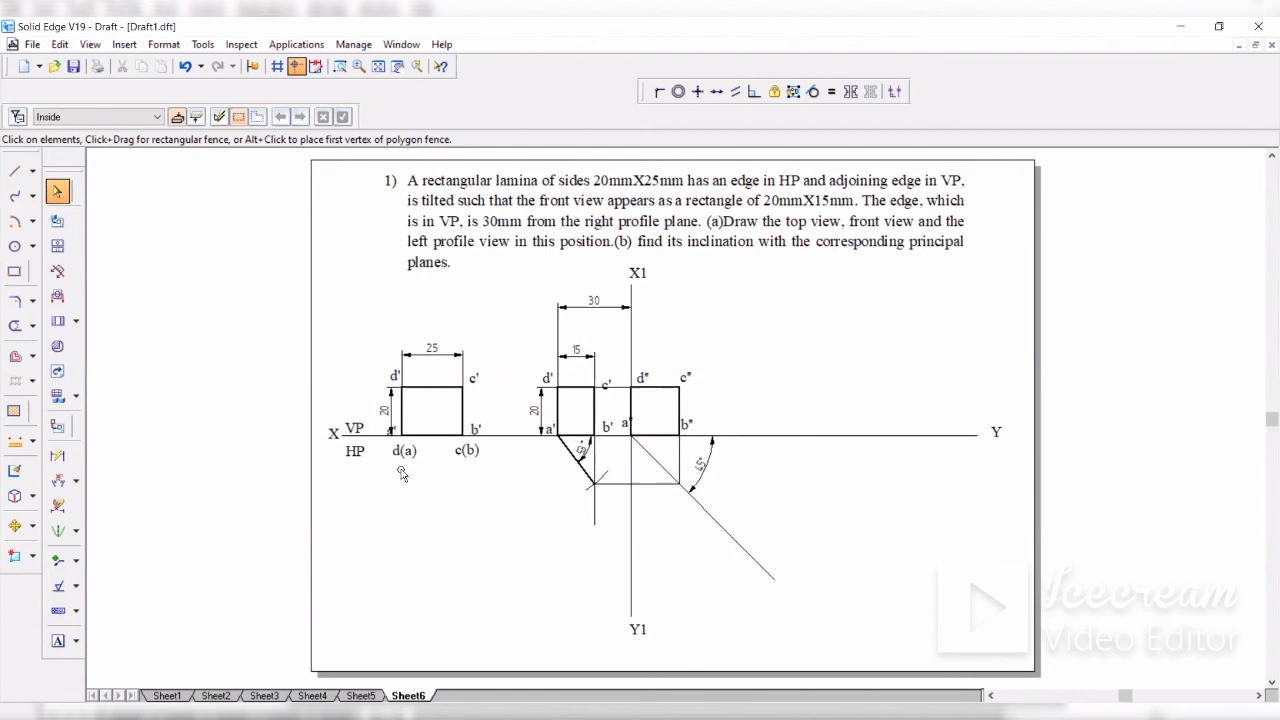 Solid Edge V19 - Draft - [Draft1.dft]
File Edit View Insert Format Tools Inspect Applications Manage Window Help
Inside
Click on elements, Click+Drag for rectangular fence, or Alt+Click to place first vertex of polygon fence.
1) A rectangular lamina of sides 20mmX25mm has an edge in HP and adjoining edge in VP,
is tilted such that the front view appears as a rectangle of 20mmX15mm. The edge, which
is in VP, is 30mm from the right profile plane. (a)Draw the top view, front view and the
left profile view in this position.(b) find its inclination with the corresponding principal
planes.
X1
30
25 15
d' c' d' c' d" c"
20 20
X VP a' b' a' b' a b" Y
HP d(a) c(b) 45°
Y1
Icecream
Video Editor
Sheet1 Sheet2 Sheet3 Sheet4 Sheet5 Sheet6